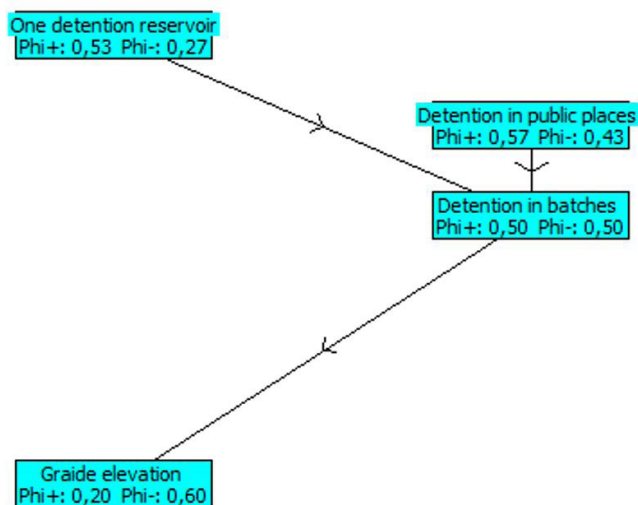 One detention reservoir
Phi+: 0,53 Phi-: 0,27
Detention in public places
Phi+: 0,57 Phi-: 0,43
Detention in batches
Phi+: 0,50 Phi-: 0,50
Graide elevation
Phi+: 0,20 Phi-: 0,60